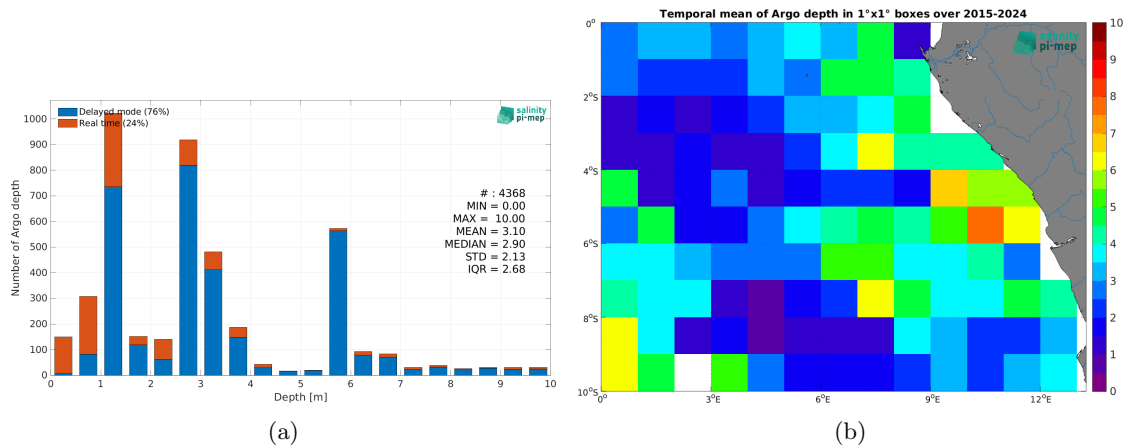 Delayed mode (76%)
Real time (24%)
salinity
pi-mep
# : 4368
MIN = 0.00
MAX = 10.00
MEAN = 3.10
MEDIAN = 2.90
STD = 2.13
IQR = 2.68
Number of Argo depth
1000
900
800
700
600
500
400
300
200
100
0
0 1 2 3 4 5 6 7 8 9 10
Depth [m]
(a)
Temporal mean of Argo depth in 1°x1° boxes over 2015-2024
salinity
pi-mep
0°
2°S
4°S
6°S
8°S
10°S
0° 3°E 6°E 9°E 12°E
10
9
8
7
6
5
4
3
2
1
0
(b)